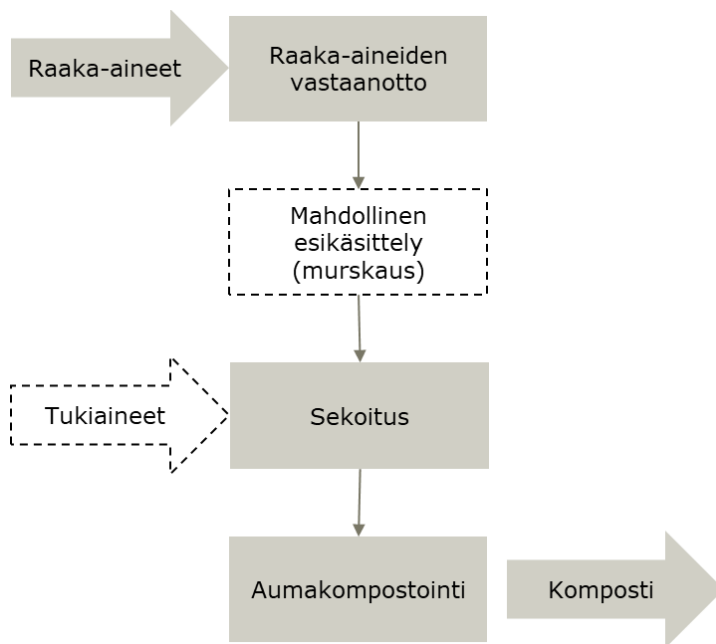 Raaka-aineet
Raaka-aineiden
vastaanotto
Mahdollinen
esikäsittely
(murskaus)
Tukiaineet
Sekoitus
Aumakompostointi
Komposti